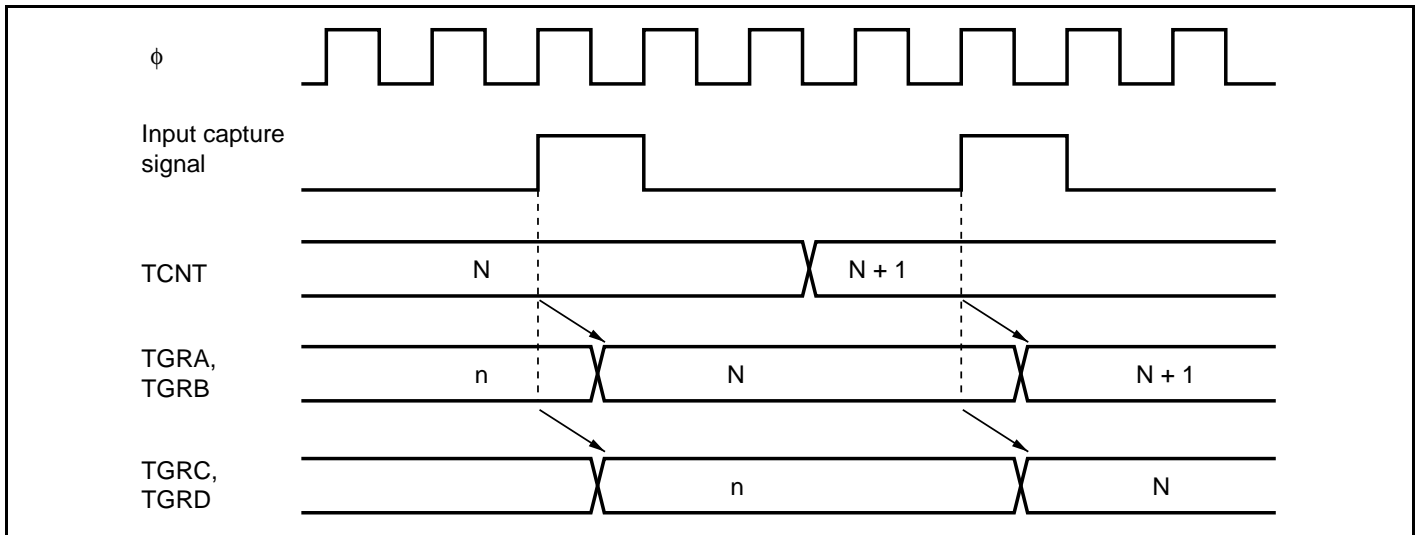 ϕ
Input capture
signal
TCNT
N
N + 1
TGRA,
TGRB
n
N
N + 1
TGRC,
TGRD
n
N